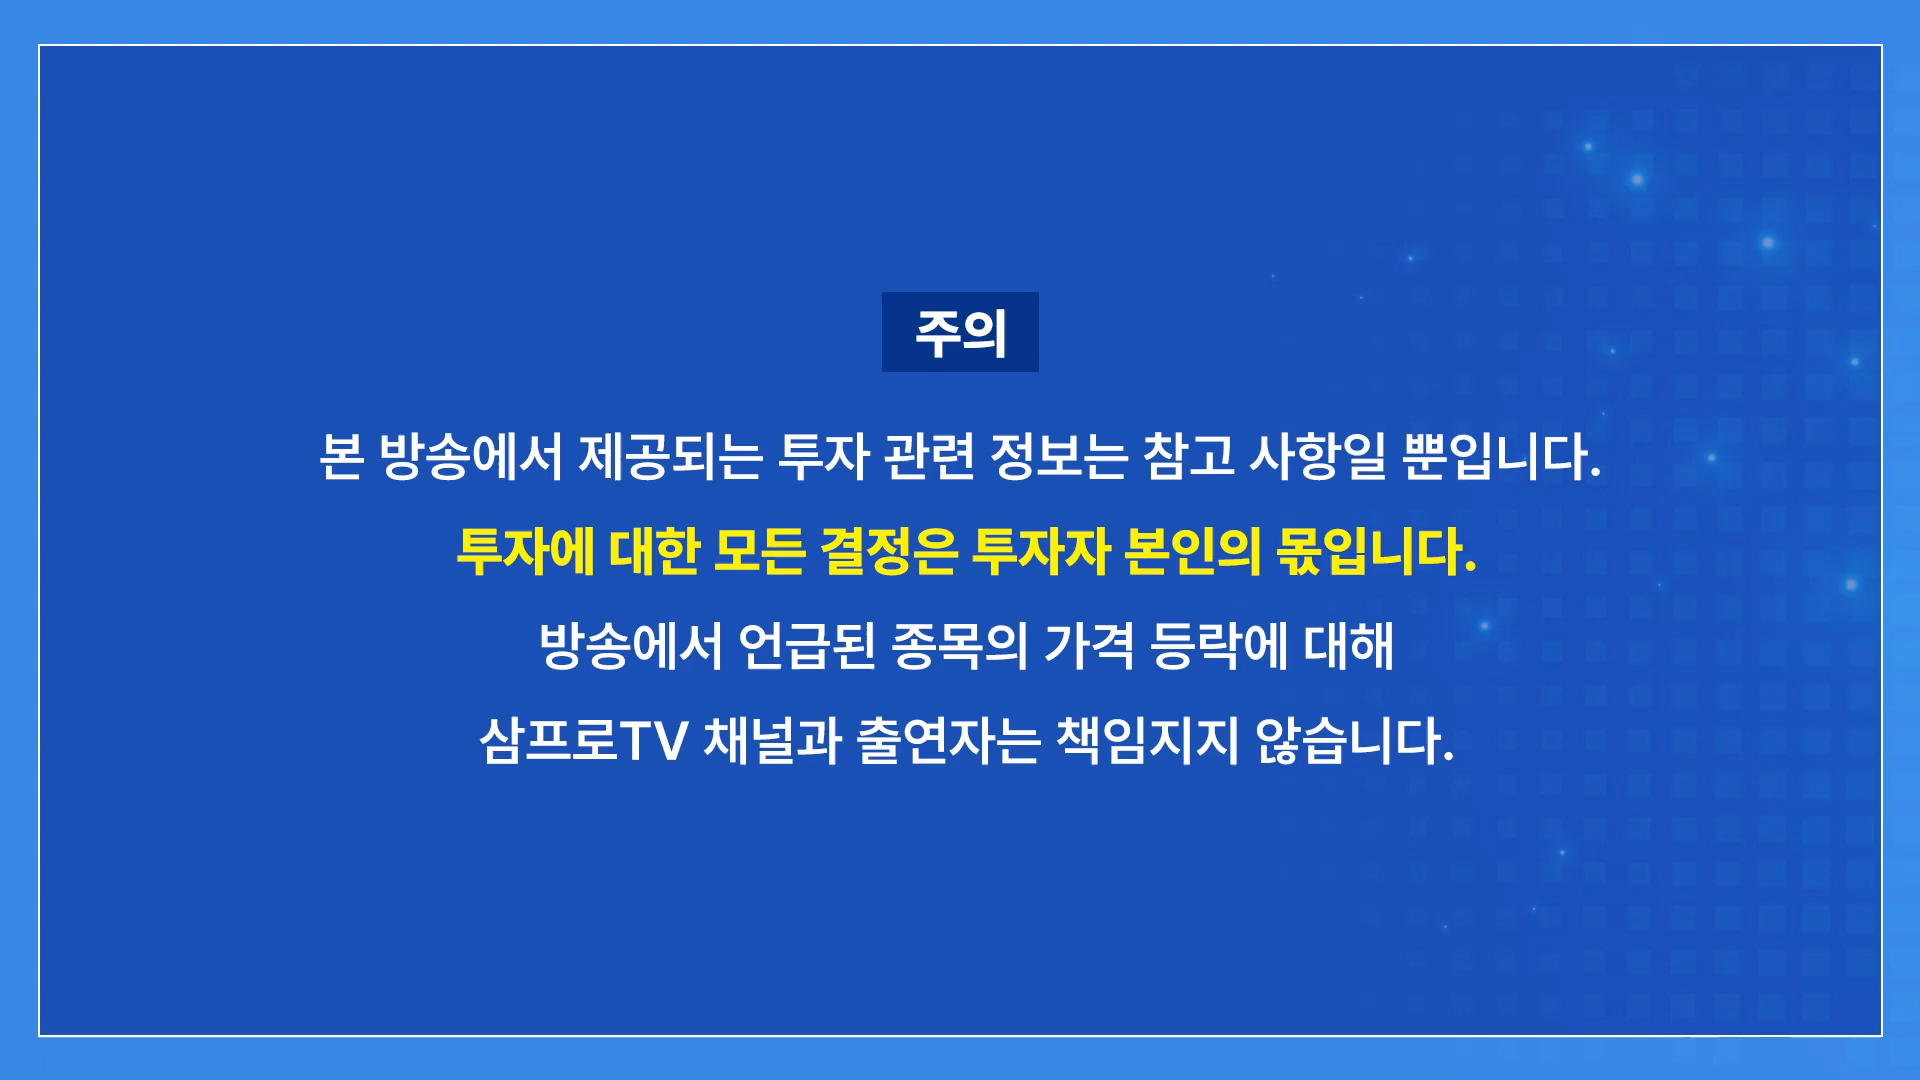 주의
본 방송에서 제공되는 투자 관련 정보는 참고 사항일 뿐입니다.
투자에 대한 모든 결정은 투자자 본인의 몫입니다.
방송에서 언급된 종목의 가격 등락에 대해
삼프로TV 채널과 출연자는 책임지지 않습니다.